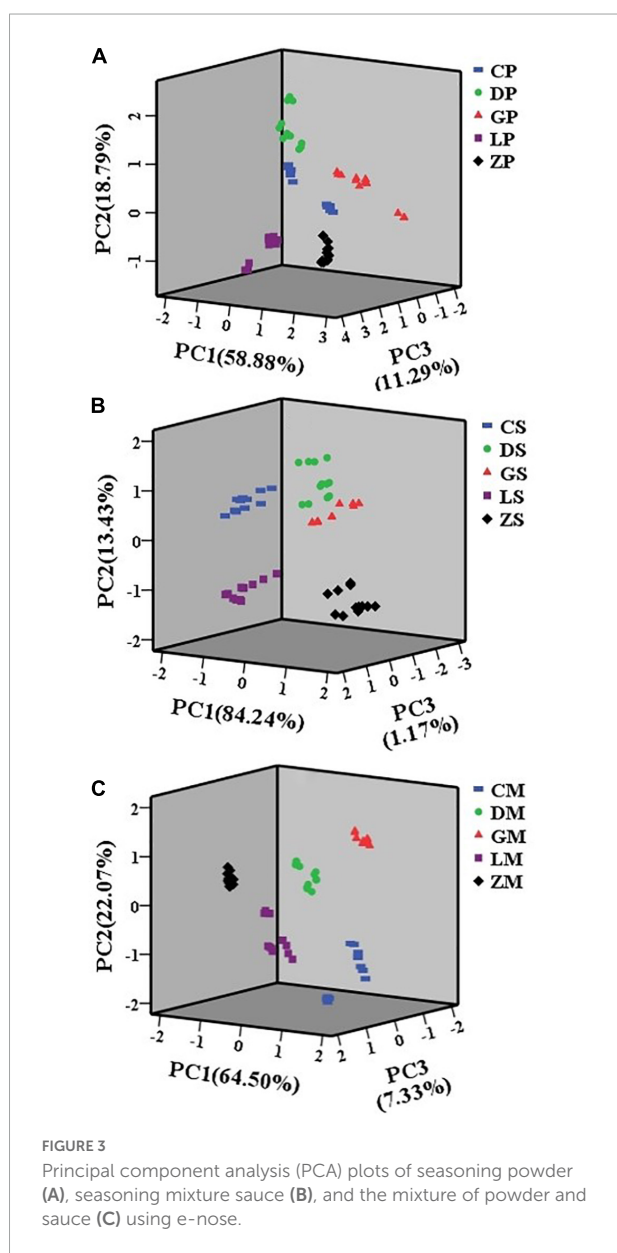 A
CP
DP
GP
LP
ZP
PC2(18.79%)
2
1
0
-1
-2
-1
0
1
2
3
PC1(58.88%)
4
3
2
1
0
-1
-2
PC3
(11.29%)
B
CS
DS
GS
LS
ZS
PC2(13.43%)
2
1
0
-1
-2
-2
-1
0
1
2
PC1(84.24%)
2
1
0
-1
-2
-3
PC3
(1.17%)
C
CM
DM
GM
LM
ZM
PC2(22.07%)
2
1
0
-1
-2
-2
-1
0
1
2
PC1(64.50%)
2
1
0
-1
-2
PC3
(7.33%)
FIGURE 3
Principal component analysis (PCA) plots of seasoning powder
(A), seasoning mixture sauce (B), and the mixture of powder and
sauce (C) using e-nose.